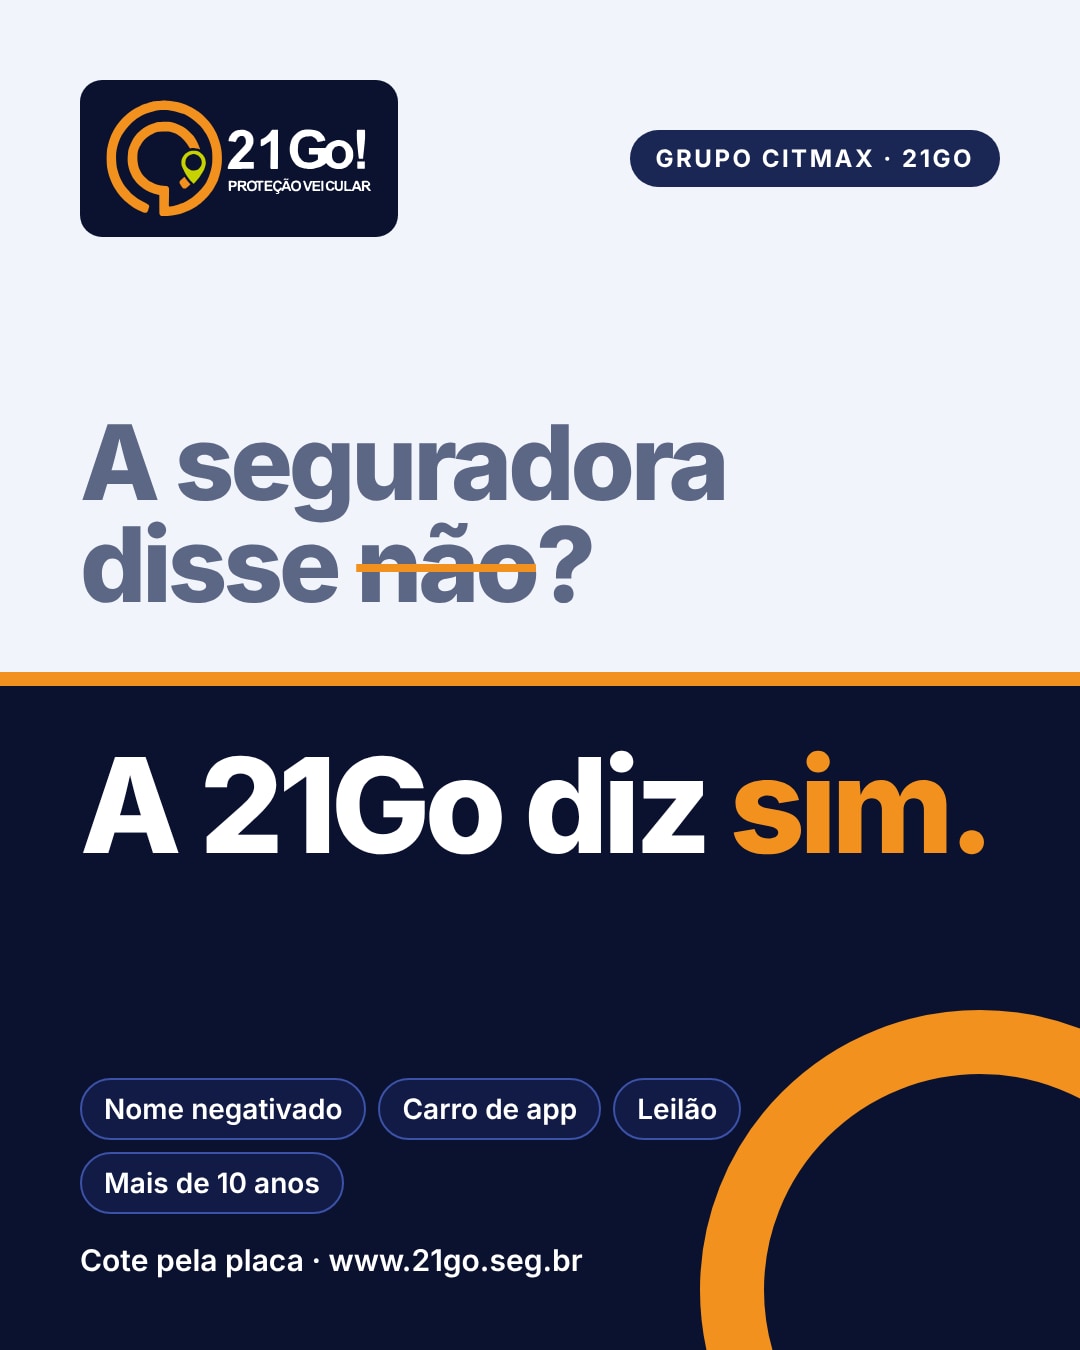 21Go!
PROTEÇÃO VEICULAR
GRUPO CITMAX · 21GO
A seguradora
disse não?
A 21Go diz sim.
Nome negativado
Carro de app
Leilão
Mais de 10 anos
Cote pela placa · www.21go.seg.br